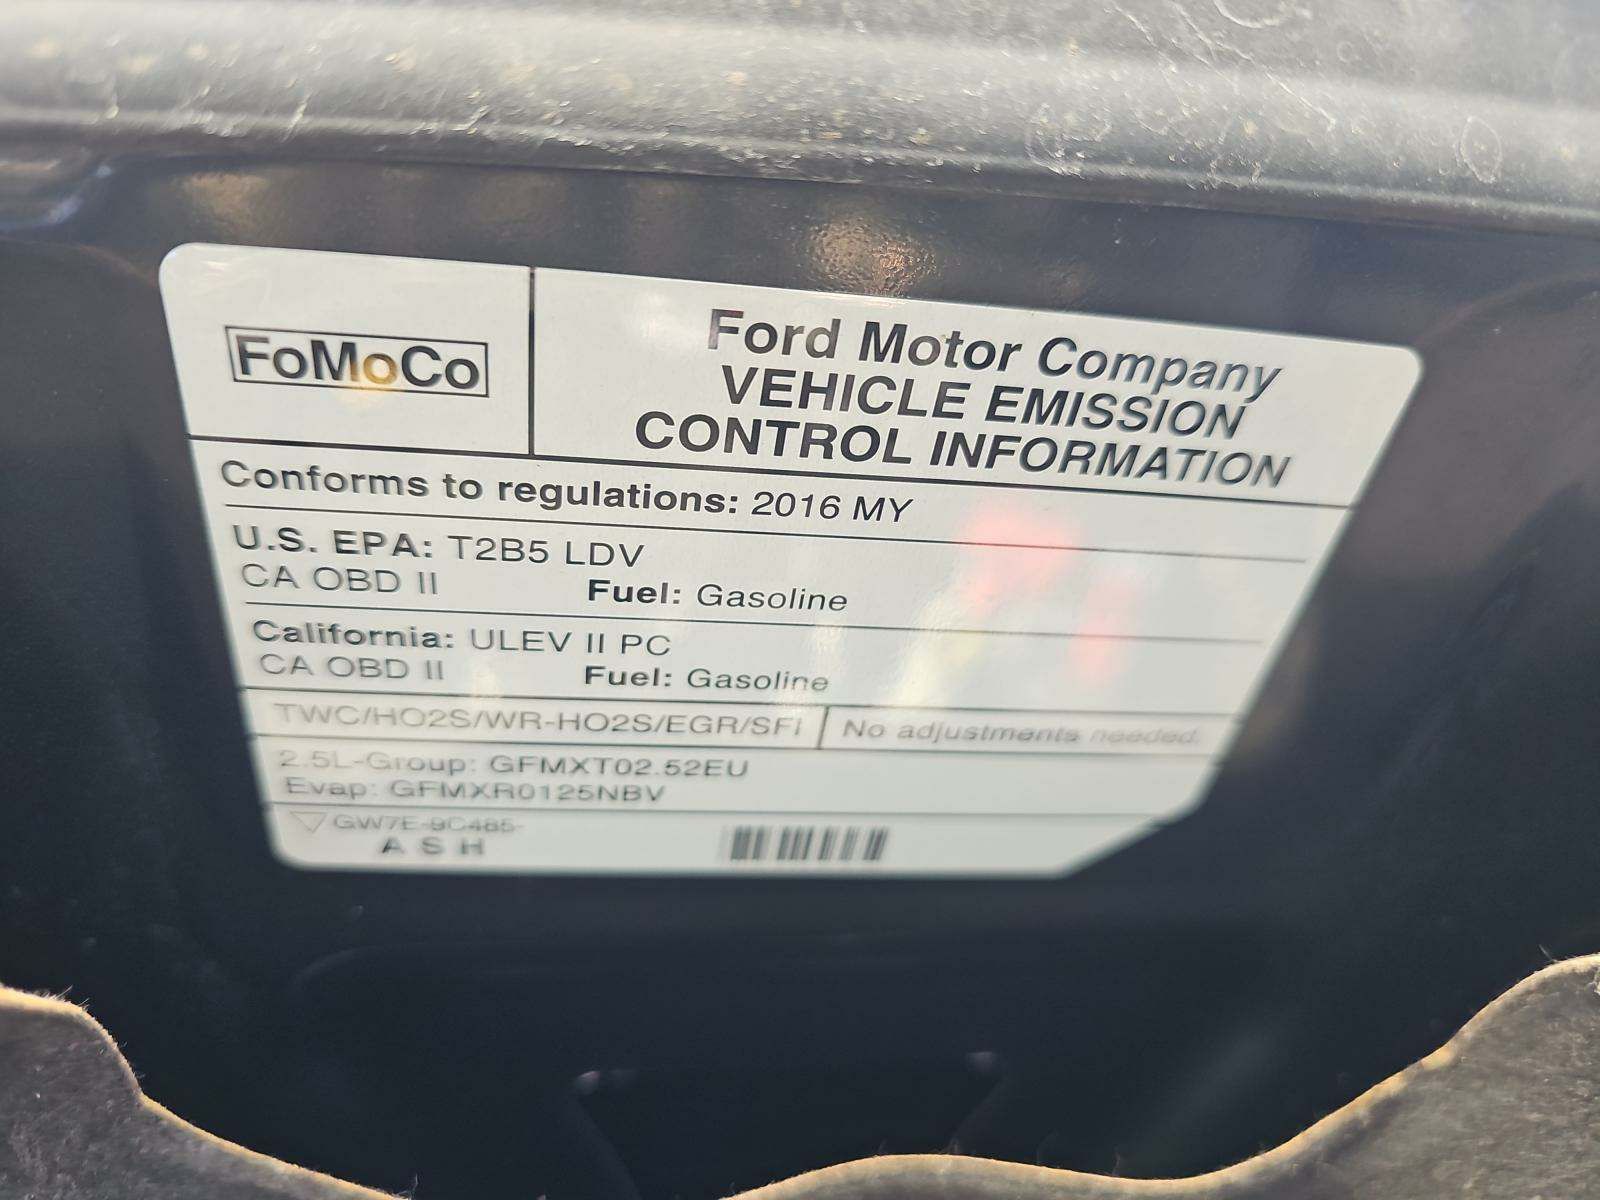 FoMoCo
Ford Motor Company
VEHICLE EMISSION
CONTROL INFORMATION
Conforms to regulations: 2016 MY
U.S. EPA: T2B5 LDV
CA OBD II Fuel: Gasoline
California: ULEV II PC
CA OBD II Fuel: Gasoline
TWC/HO2S/WR-HO2S/EGR/SFI No adjustments needed.
2.5L-Group: GFMXT02.52EU
Evap: GFMXR0125NBV
GW7E-9C485-
A S H